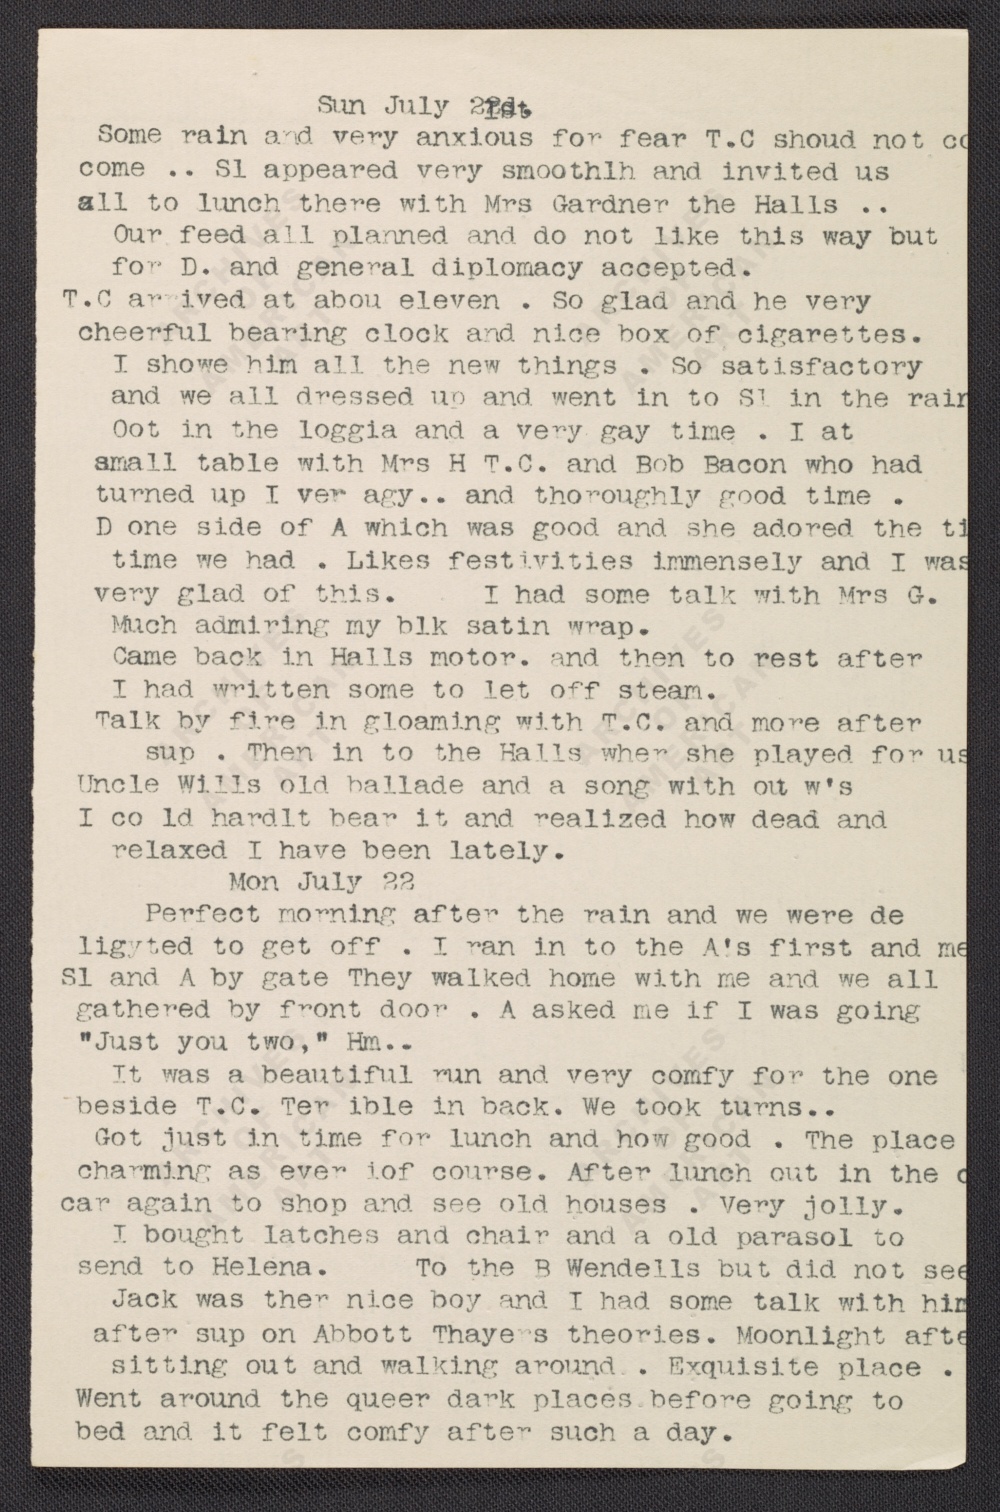 Sun July 21st.
Some rain and very anxious for fear T.C shoud not co
come .. Sl appeared very smoothlh and invited us
all to lunch there with Mrs Gardner the Halls ..
Our feed all planned and do not like this way but
for D. and general diplomacy accepted.
T.C arrived at abou eleven . So glad and he very
cheerful bearing clock and nice box of cigarettes.
I showe him all the new things . So satisfactory
and we all dressed up and went in to Sl in the rain
Oot in the loggia and a very gay time . I at
small table with Mrs H T.C. and Bob Bacon who had
turned up I ver agy.. and thoroughly good time .
D one side of A which was good and she adored the ti
time we had . Likes festivities immensely and I was
very glad of this. I had some talk with Mrs G.
Much admiring my blk satin wrap.
Came back in Halls motor. and then to rest after
I had written some to let off steam.
Talk by fire in gloaming with T.C. and more after
sup . Then in to the Halls wher she played for us
Uncle Wills old ballade and a song with out w's
I co ld hardlt bear it and realized how dead and
relaxed I have been lately.
Mon July 22
Perfect morning after the rain and we were de
ligyted to get off . I ran in to the A's first and me
Sl and A by gate They walked home with me and we all
gathered by front door . A asked me if I was going
"Just you two," Hm..
It was a beautiful run and very comfy for the one
beside T.C. Ter ible in back. We took turns..
Got just in time for lunch and how good . The place
charming as ever iof course. After lunch out in the c
car again to shop and see old houses . Very jolly.
I bought latches and chair and a old parasol to
send to Helena. To the B Wendells but did not see
Jack was ther nice boy and I had some talk with him
after sup on Abbott Thayers theories. Moonlight afte
sitting out and walking around . . Exquisite place .
Went around the queer dark places.before going to
bed and it felt comfy after such a day.